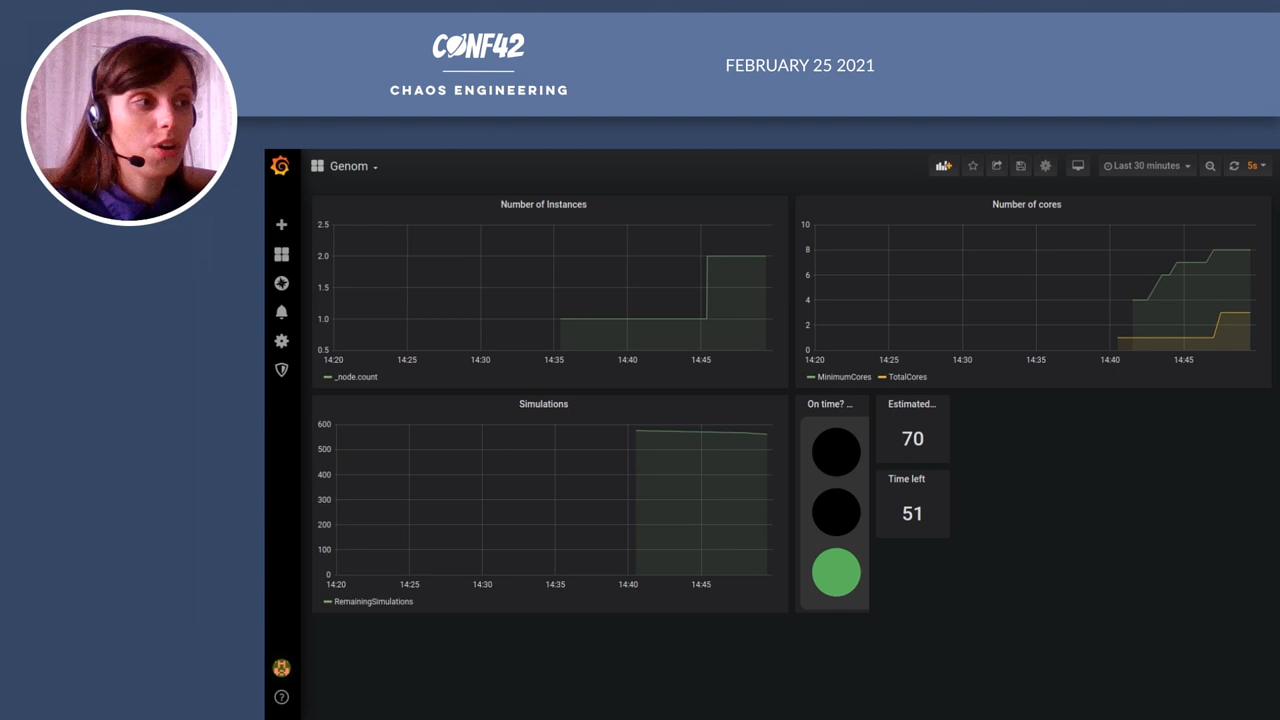 CONF42
CHAOS ENGINEERING
FEBRUARY 25 2021
Genom
Last 30 minutes
5s
Number of Instances
2.5
2.0
1.5
1.0
0.5
14:20 14:25 14:30 14:35 14:40 14:45
_node.count
Number of cores
10
8
6
4
2
0
14:20 14:25 14:30 14:35 14:40 14:45
MinimumCores TotalCores
Simulations
600
500
400
300
200
100
0
14:20 14:25 14:30 14:35 14:40 14:45
RemainingSimulations
On time? ...
Estimated...
70
Time left
51